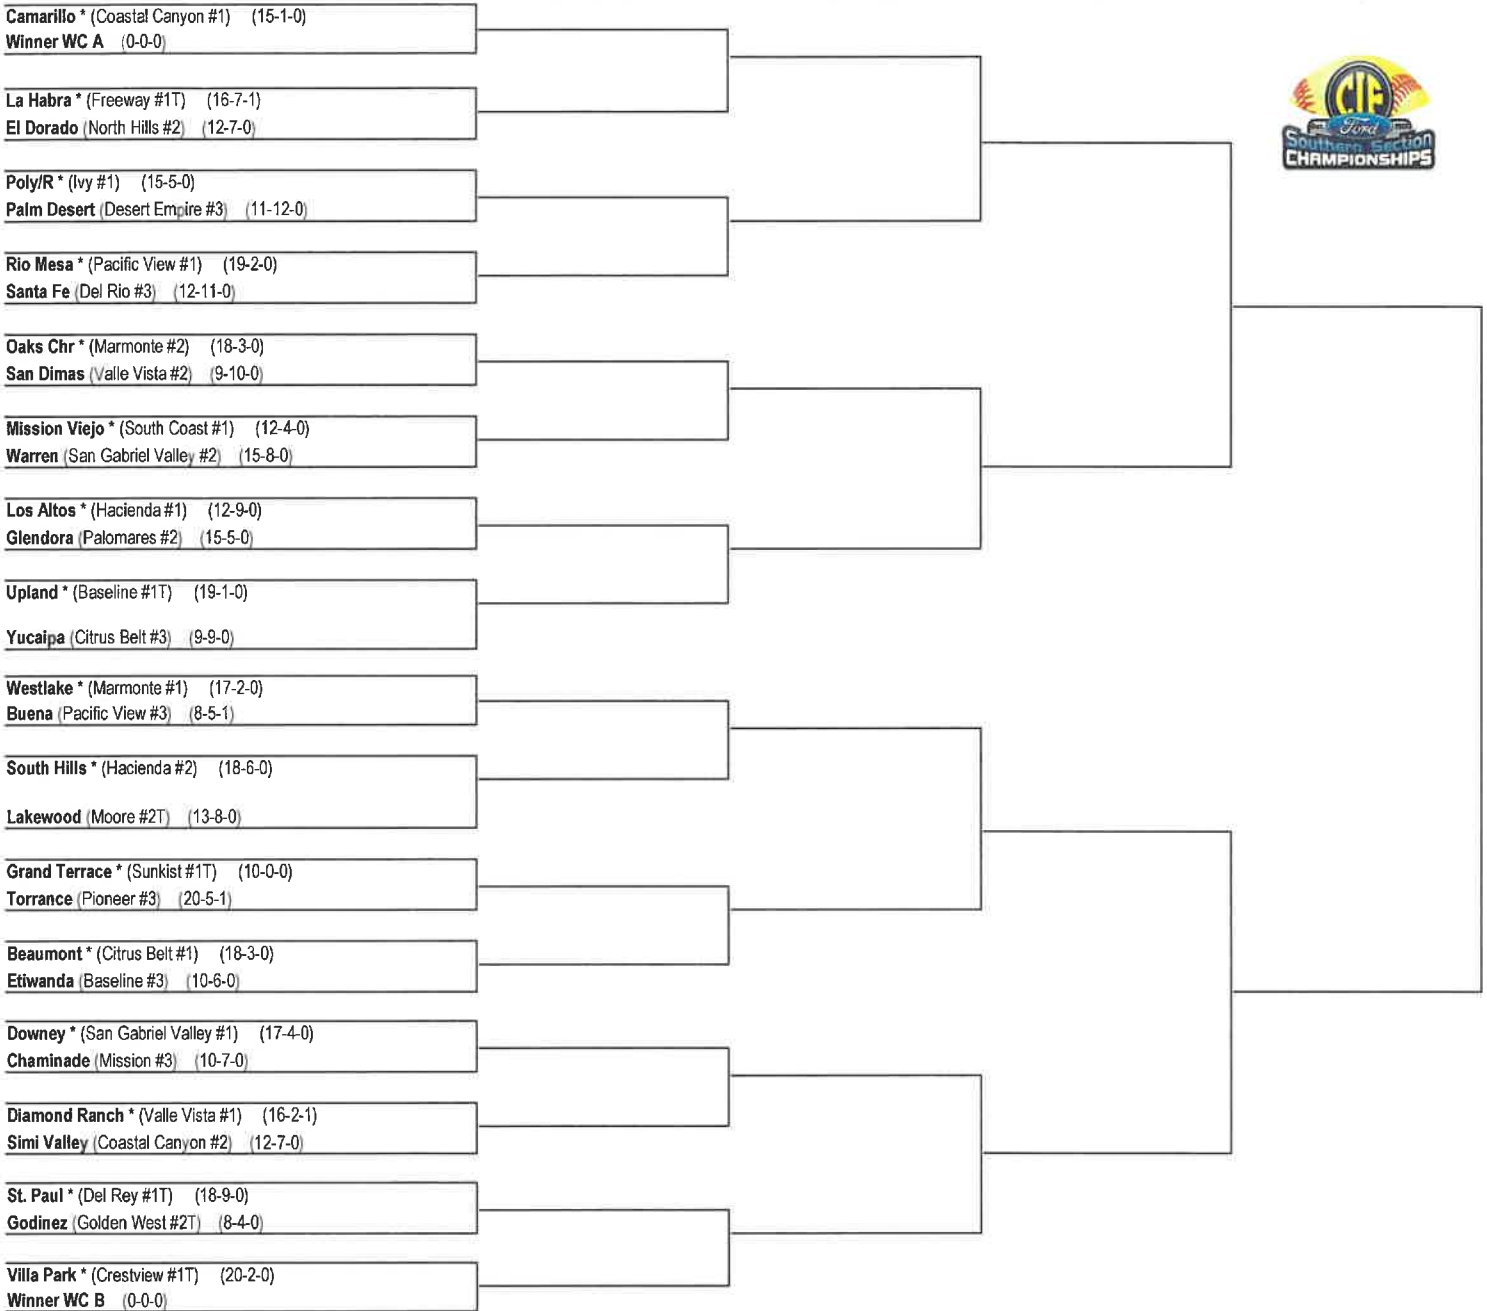 Camarillo * (Coastal Canyon #1) (15-1-0)
Winner WC A (0-0-0)
La Habra * (Freeway #1T) (16-7-1)
El Dorado (North Hills #2) (12-7-0)
Poly/R * (Ivy #1) (15-5-0)
Palm Desert (Desert Empire #3) (11-12-0)
Rio Mesa * (Pacific View #1) (19-2-0)
Santa Fe (Del Rio #3) (12-11-0)
Oaks Chr * (Marmonte #2) (18-3-0)
San Dimas (Valle Vista #2) (9-10-0)
Mission Viejo * (South Coast #1) (12-4-0)
Warren (San Gabriel Valley #2) (15-8-0)
Los Altos * (Hacienda #1) (12-9-0)
Glendora (Palomares #2) (15-5-0)
Upland * (Baseline #1T) (19-1-0)
Yucaipa (Citrus Belt #3) (9-9-0)
Westlake * (Marmonte #1) (17-2-0)
Buena (Pacific View #3) (8-5-1)
South Hills * (Hacienda #2) (18-6-0)
Lakewood (Moore #2T) (13-8-0)
Grand Terrace * (Sunkist #1T) (10-0-0)
Torrance (Pioneer #3) (20-5-1)
Beaumont * (Citrus Belt #1) (18-3-0)
Etiwanda (Baseline #3) (10-6-0)
Downey * (San Gabriel Valley #1) (17-4-0)
Chaminade (Mission #3) (10-7-0)
Diamond Ranch * (Valle Vista #1) (16-2-1)
Simi Valley (Coastal Canyon #2) (12-7-0)
St. Paul * (Del Rey #1T) (18-9-0)
Godinez (Golden West #2T) (8-4-0)
Villa Park * (Crestview #1T) (20-2-0)
Winner WC B (0-0-0)
CIF
Ford
Southern Section
CHAMPIONSHIPS